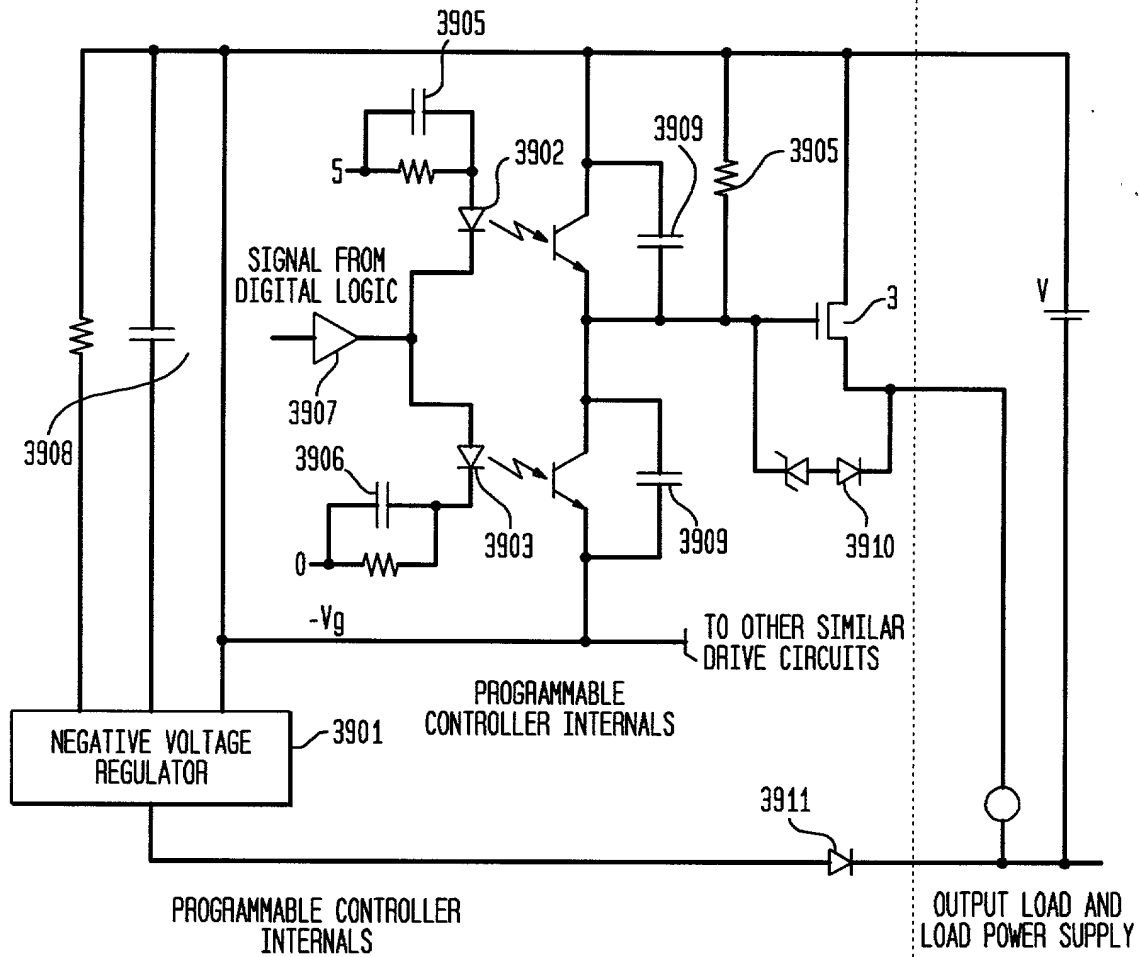 3905
3909
3905
3902
5
SIGNAL FROM
DIGITAL LOGIC
V
3
3907
3908
3906
0
3903
3909
3910
-Vg
TO OTHER SIMILAR
DRIVE CIRCUITS
PROGRAMMABLE
CONTROLLER INTERNALS
NEGATIVE VOLTAGE
REGULATOR
3901
3911
PROGRAMMABLE CONTROLLER
INTERNALS
OUTPUT LOAD AND
LOAD POWER SUPPLY